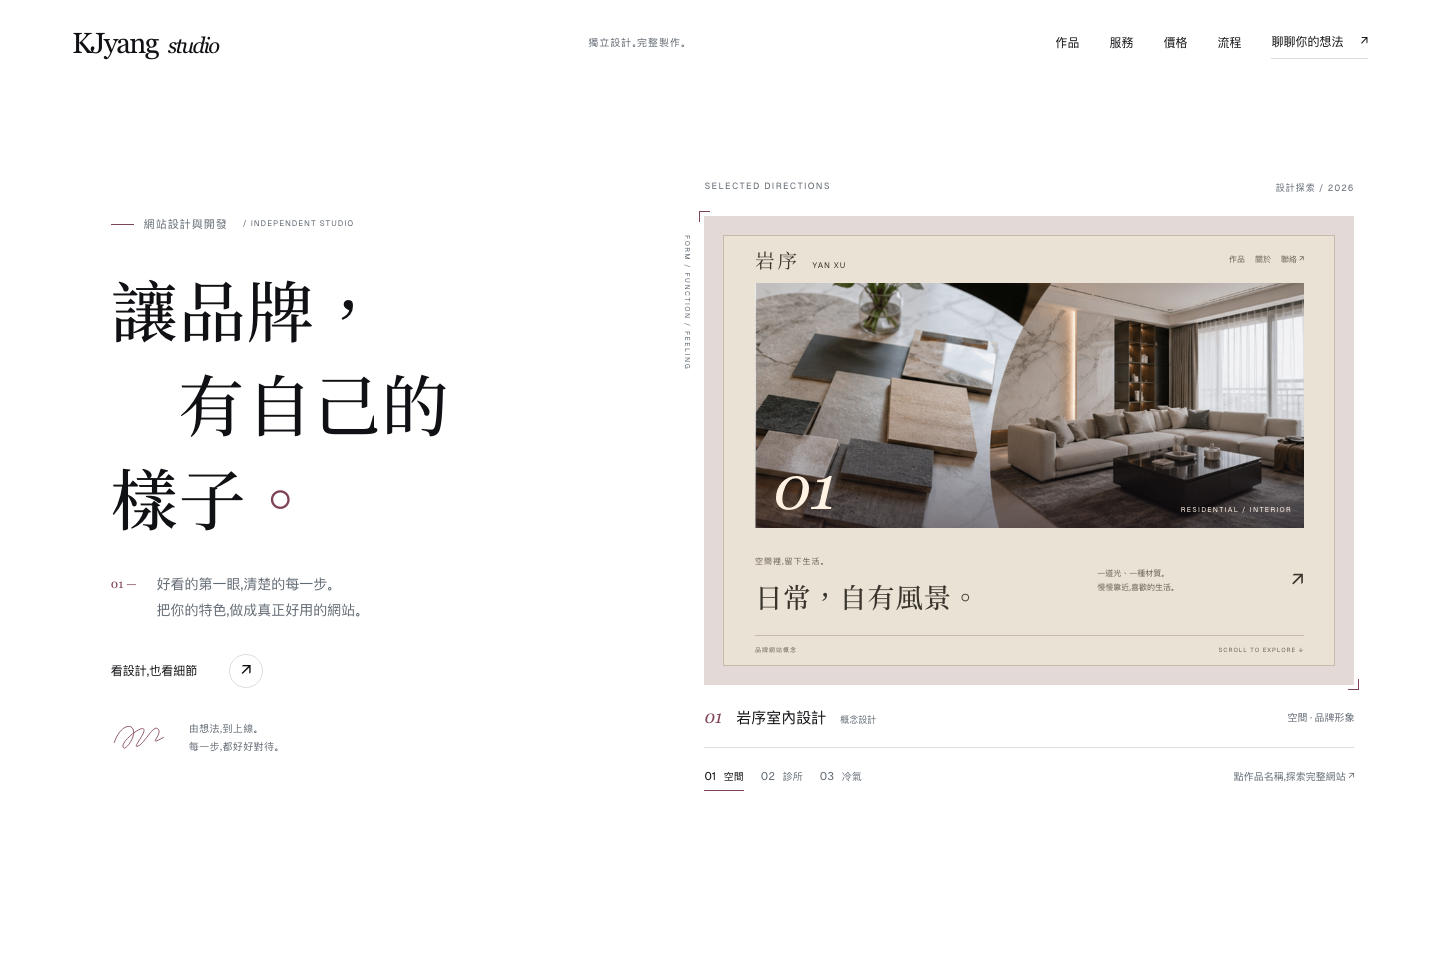 KJyang studio
獨立設計。完整製作。
作品 服務 價格 流程 聊聊你的想法 ↗
網站設計與開發 / INDEPENDENT STUDIO
讓品牌，
有自己的
樣子。
01 — 好看的第一眼,清楚的每一步。
把你的特色,做成真正好用的網站。
看設計,也看細節 ↗
由想法,到上線。
每一步,都好好對待。
SELECTED DIRECTIONS
設計探索 / 2026
FORM / FUNCTION / FEELING
岩序 YAN XU
作品 關於 聯絡 ↗
01
RESIDENTIAL / INTERIOR
空間裡,留下生活。
日常，自有風景。
一道光、一種材質。
慢慢靠近,喜歡的生活。
↗
品牌網站概念
SCROLL TO EXPLORE ↓
01 岩序室內設計 概念設計
空間 · 品牌形象
01 空間 02 診所 03 冷氣
點作品名稱,探索完整網站 ↗